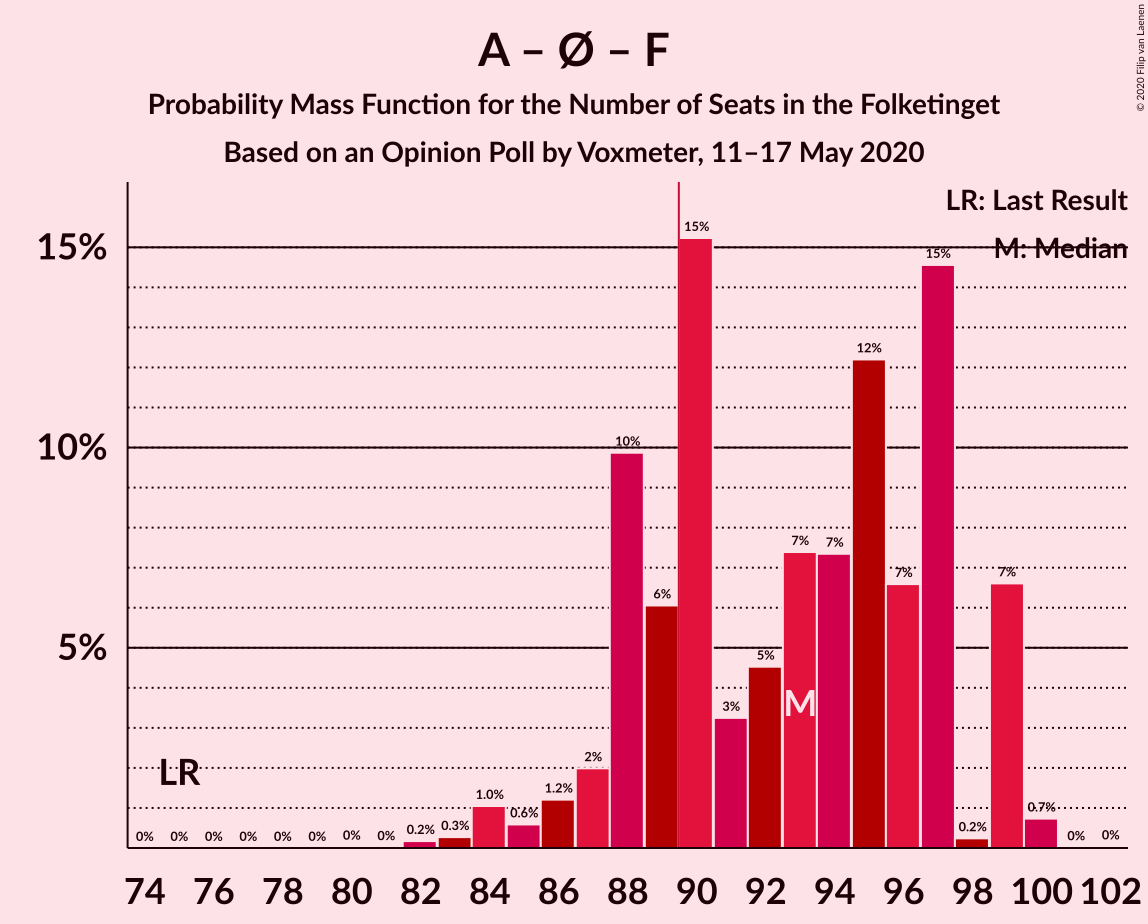 A – Ø – F
Probability Mass Function for the Number of Seats in the Folketinget
Based on an Opinion Poll by Voxmeter, 11–17 May 2020
© 2020 Filip van Laenen
LR: Last Result
M: Median
15%
10%
5%
LR
M
0% 0% 0% 0% 0% 0% 0% 0% 0.2% 0.3% 1.0% 0.6% 1.2% 2% 10% 6% 15% 3% 5% 7% 7% 12% 7% 15% 0.2% 7% 0.7% 0% 0%
74 76 78 80 82 84 86 88 90 92 94 96 98 100 102